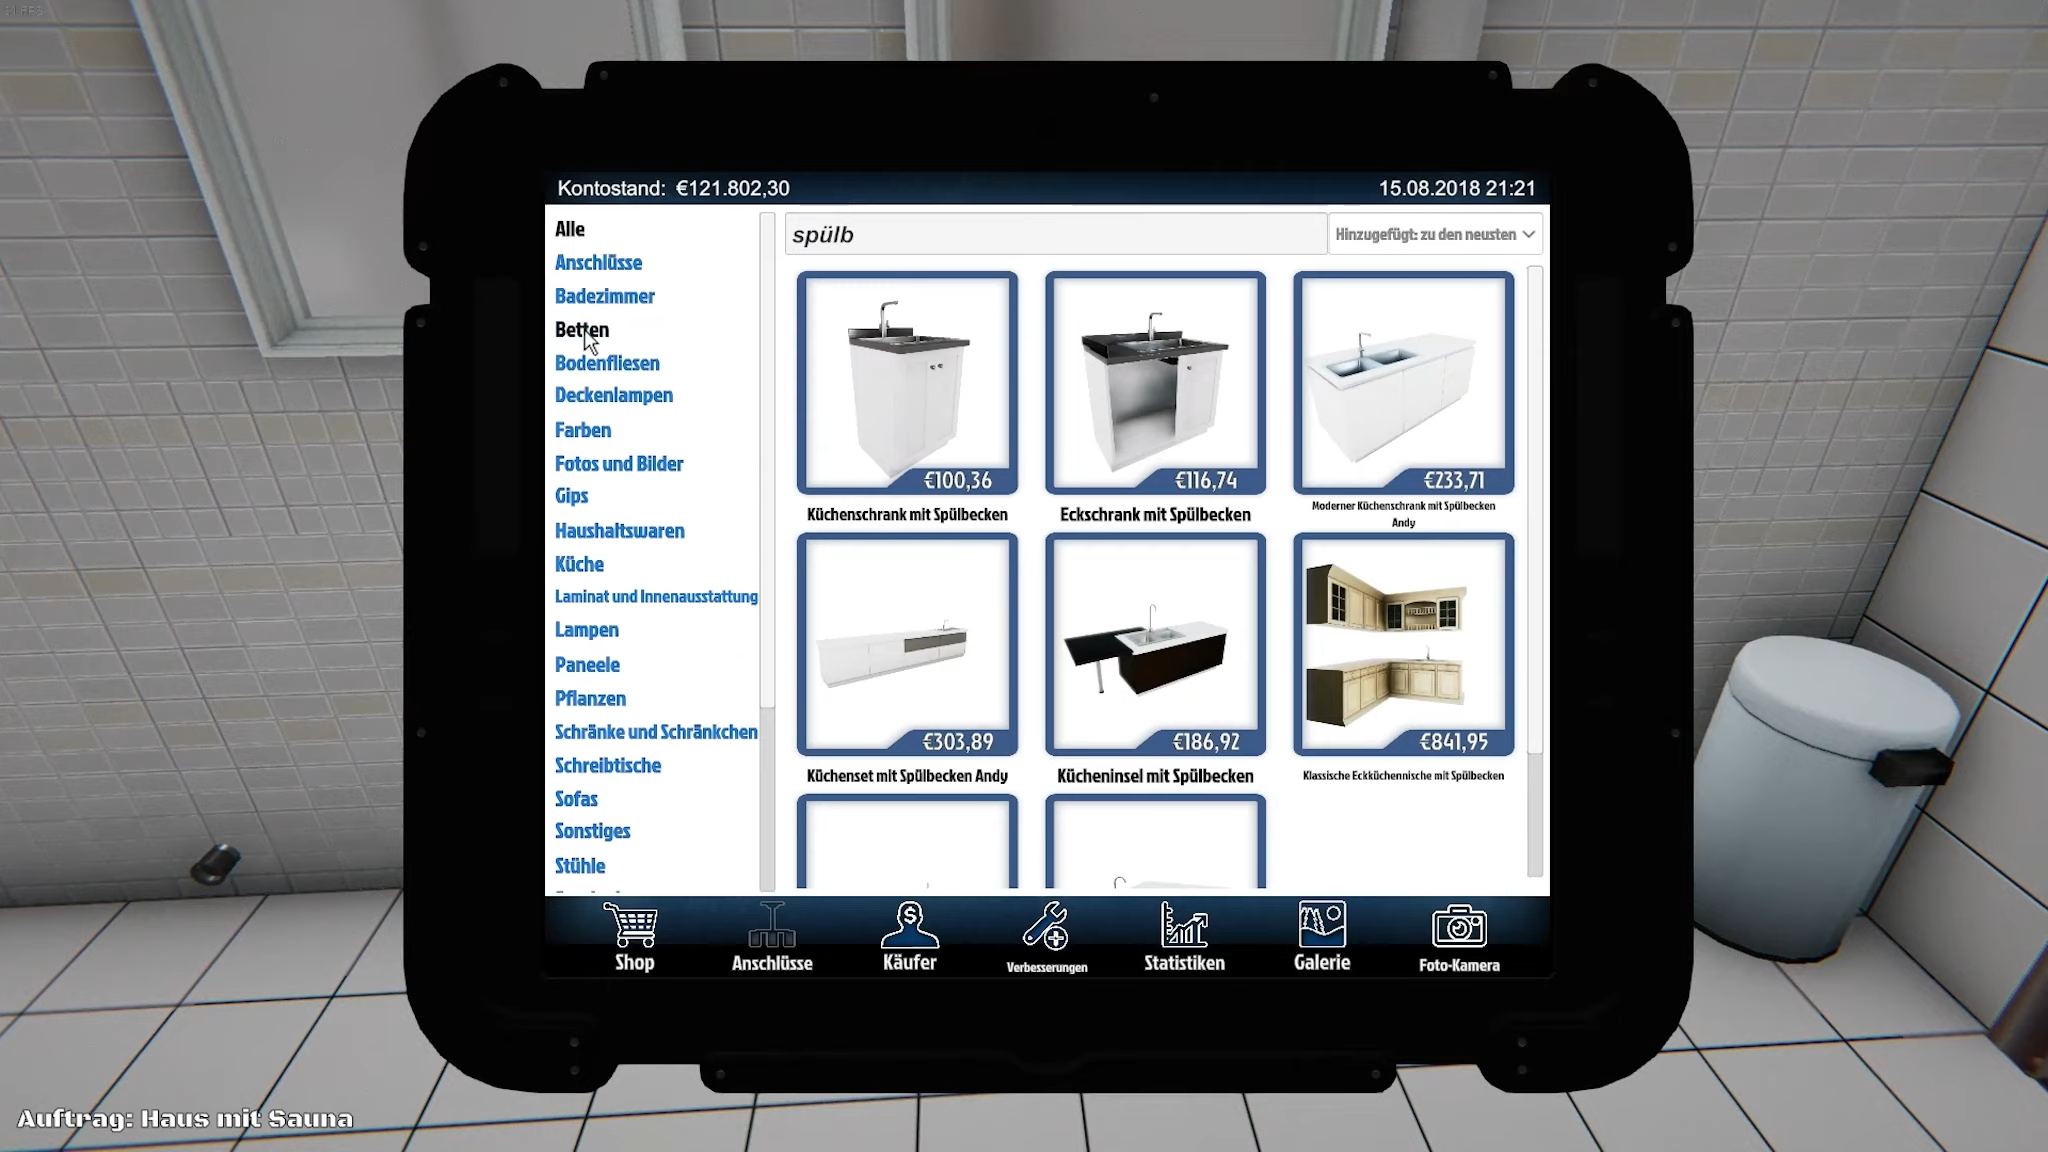 Kontostand: €121.802,30
15.08.2018 21:21
Alle
Anschlüsse
Badezimmer
Betten
Bodenfliesen
Deckenlampen
Farben
Fotos und Bilder
Gips
Haushaltswaren
Küche
Laminat und Innenausstattung
Lampen
Paneele
Pflanzen
Schränke und Schränkchen
Schreibtische
Sofas
Sonstiges
Stühle
spülb
Hinzugefügt: zu den neusten
€100,36
€116,74
€233,71
Küchenschrank mit Spülbecken
Eckschrank mit Spülbecken
Moderner Küchenschrank mit Spülbecken
Andy
€303,89
€186,92
€841,95
Küchenset mit Spülbecken Andy
Kücheninsel mit Spülbecken
Klassische Eckküchennische mit Spülbecken
Shop
Anschlüsse
Käufer
Verbesserungen
Statistiken
Galerie
Foto-Kamera
Auftrag: Haus mit Sauna